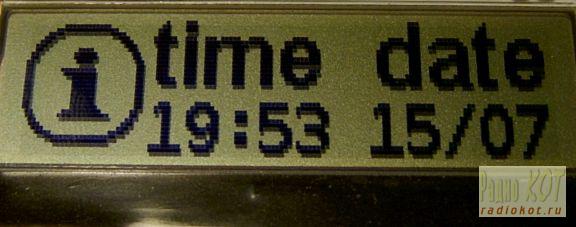 time date
19:53 15/07
Радио КОТ
radiokot.ru